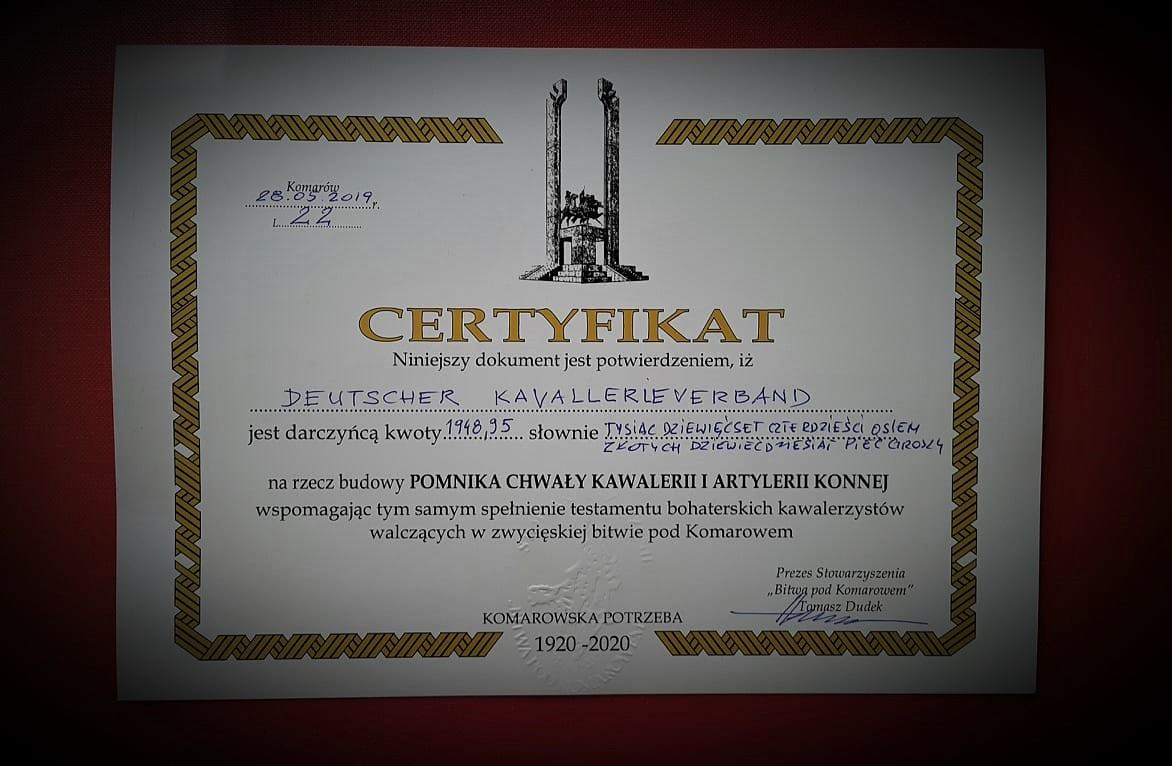 Komarów
28.05.2019 r.
L. 22
CERTYFIKAT
Niniejszy dokument jest potwierdzeniem, iż
DEUTSCHER KAVALLERIEVERBAND
jest darczyńcą kwoty 1948,95 słownie TYSIĄC DZIEWIĘĆSET CZTERDZIEŚCI OSIEM
ZŁOTYCH DZIEWIĘĆDZIESIĄT PIĘĆ GROSZY
na rzecz budowy POMNIKA CHWAŁY KAWALERII I ARTYLERII KONNEJ
wspomagając tym samym spełnienie testamentu bohaterskich kawalerzystów
walczących w zwycięskiej bitwie pod Komarowem
Prezes Stowarzyszenia
„Bitwa pod Komarowem”
Tomasz Dudek
KOMAROWSKA POTRZEBA
1920 -2020